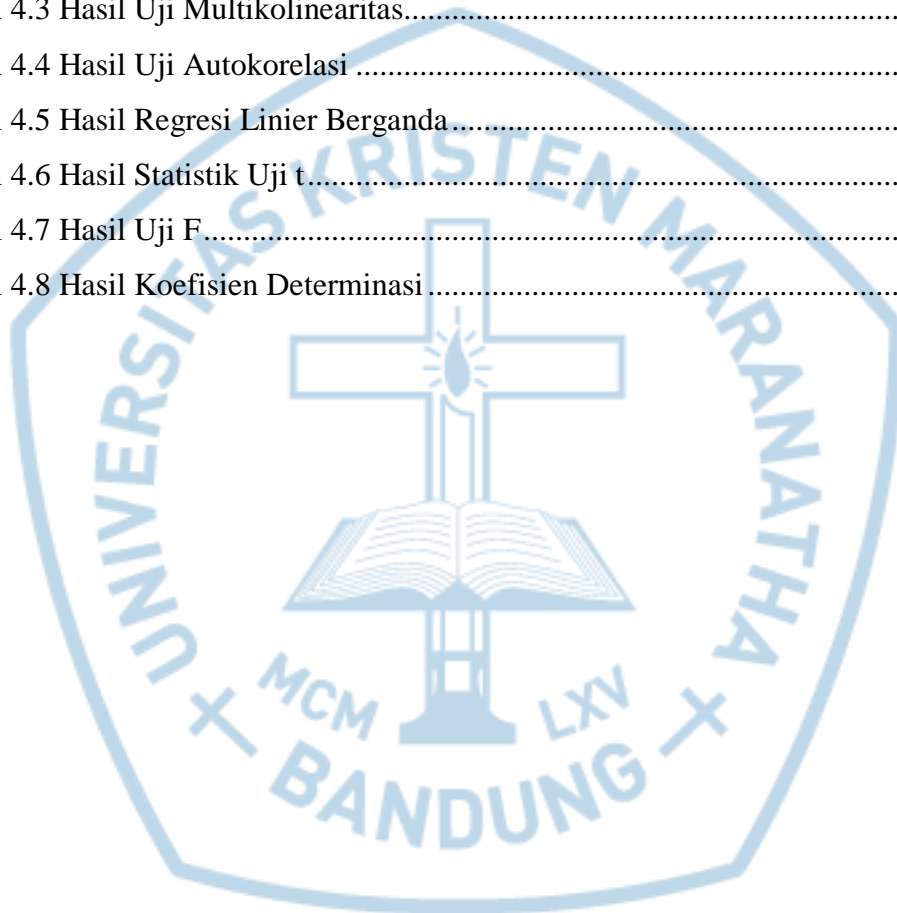 4.3 Hasil Uji Multikolinearitas................................................................
4.4 Hasil Uji Autokorelasi ......................................................................
4.5 Hasil Regresi Linier Berganda..........................................................
4.6 Hasil Statistik Uji t............................................................................
4.7 Hasil Uji F.........................................................................................
4.8 Hasil Koefisien Determinasi.............................................................
UNIVERSITAS KRISTEN MARANATHA
MCM LXV
BANDUNG